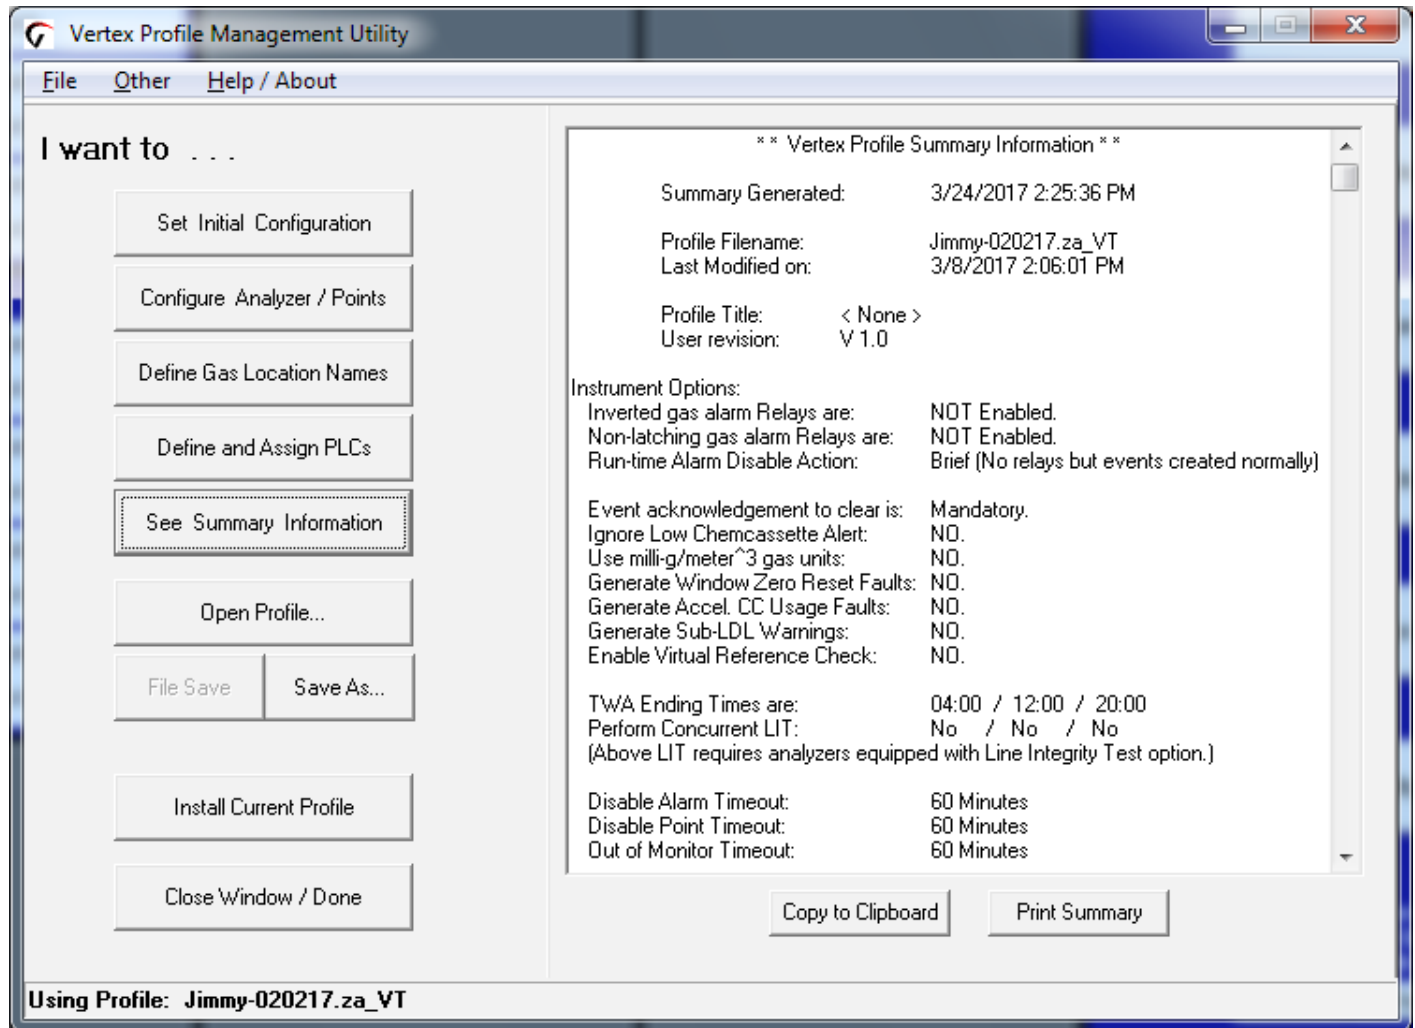 Vertex Profile Management Utility
File Other Help / About
I want to . . .
Set Initial Configuration
Configure Analyzer / Points
Define Gas Location Names
Define and Assign PLCs
See Summary Information
Open Profile...
File Save Save As...
Install Current Profile
Close Window / Done
* * Vertex Profile Summary Information * *
Summary Generated: 3/24/2017 2:25:36 PM
Profile Filename: Jimmy-020217.za_VT
Last Modified on: 3/8/2017 2:06:01 PM
Profile Title: < None >
User revision: V 1.0
Instrument Options:
Inverted gas alarm Relays are: NOT Enabled.
Non-latching gas alarm Relays are: NOT Enabled.
Run-time Alarm Disable Action: Brief (No relays but events created normally)
Event acknowledgement to clear is: Mandatory.
Ignore Low Chemcassette Alert: NO.
Use milli-g/meter^3 gas units: NO.
Generate Window Zero Reset Faults: NO.
Generate Accel. CC Usage Faults: NO.
Generate Sub-LDL Warnings: NO.
Enable Virtual Reference Check: NO.
TWA Ending Times are: 04:00 / 12:00 / 20:00
Perform Concurrent LIT: No / No / No
(Above LIT requires analyzers equipped with Line Integrity Test option.)
Disable Alarm Timeout: 60 Minutes
Disable Point Timeout: 60 Minutes
Out of Monitor Timeout: 60 Minutes
Copy to Clipboard Print Summary
Using Profile: Jimmy-020217.za_VT